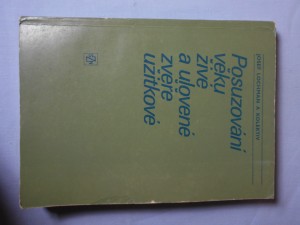 JOSEF LOCHMAN A KOLEKTIV
Posuzování
věku
živé
a ulovené
zvěře
užitkové